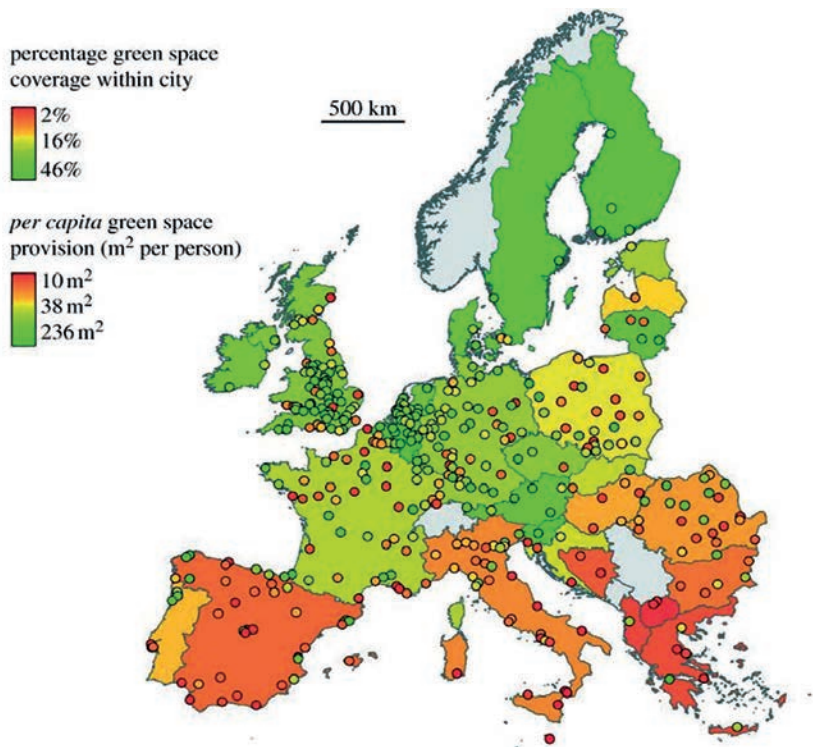 percentage green space
coverage within city
2%
16%
46%
500 km
per capita green space
provision (m² per person)
10 m²
38 m²
236 m²